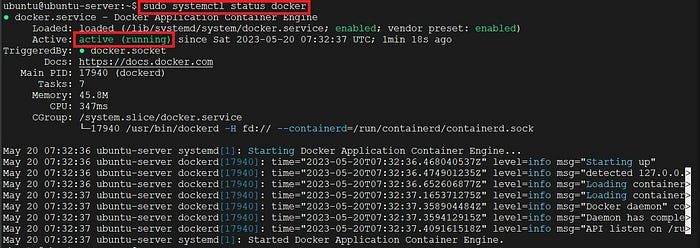 ubuntu@ubuntu-server:~$ sudo systemctl status docker
● docker.service - Docker Application Container Engine
Loaded: loaded (/lib/systemd/system/docker.service; enabled; vendor preset: enabled)
Active: active (running) since Sat 2023-05-20 07:32:37 UTC; 1min 18s ago
TriggeredBy: ● docker.socket
Docs: https://docs.docker.com
Main PID: 17940 (dockerd)
Tasks: 7
Memory: 45.8M
CPU: 347ms
CGroup: /system.slice/docker.service
└─17940 /usr/bin/dockerd -H fd:// --containerd=/run/containerd/containerd.sock
May 20 07:32:36 ubuntu-server systemd[1]: Starting Docker Application Container Engine...
May 20 07:32:36 ubuntu-server dockerd[17940]: time="2023-05-20T07:32:36.468040537Z" level=info msg="Starting up"
May 20 07:32:36 ubuntu-server dockerd[17940]: time="2023-05-20T07:32:36.474901235Z" level=info msg="detected 127.0.0.>
May 20 07:32:36 ubuntu-server dockerd[17940]: time="2023-05-20T07:32:36.652606877Z" level=info msg="Loading container>
May 20 07:32:37 ubuntu-server dockerd[17940]: time="2023-05-20T07:32:37.165371275Z" level=info msg="Loading container>
May 20 07:32:37 ubuntu-server dockerd[17940]: time="2023-05-20T07:32:37.358904484Z" level=info msg="Docker daemon" co>
May 20 07:32:37 ubuntu-server dockerd[17940]: time="2023-05-20T07:32:37.359412915Z" level=info msg="Daemon has comple>
May 20 07:32:37 ubuntu-server dockerd[17940]: time="2023-05-20T07:32:37.409161518Z" level=info msg="API listen on /ru>
May 20 07:32:37 ubuntu-server systemd[1]: Started Docker Application Container Engine.